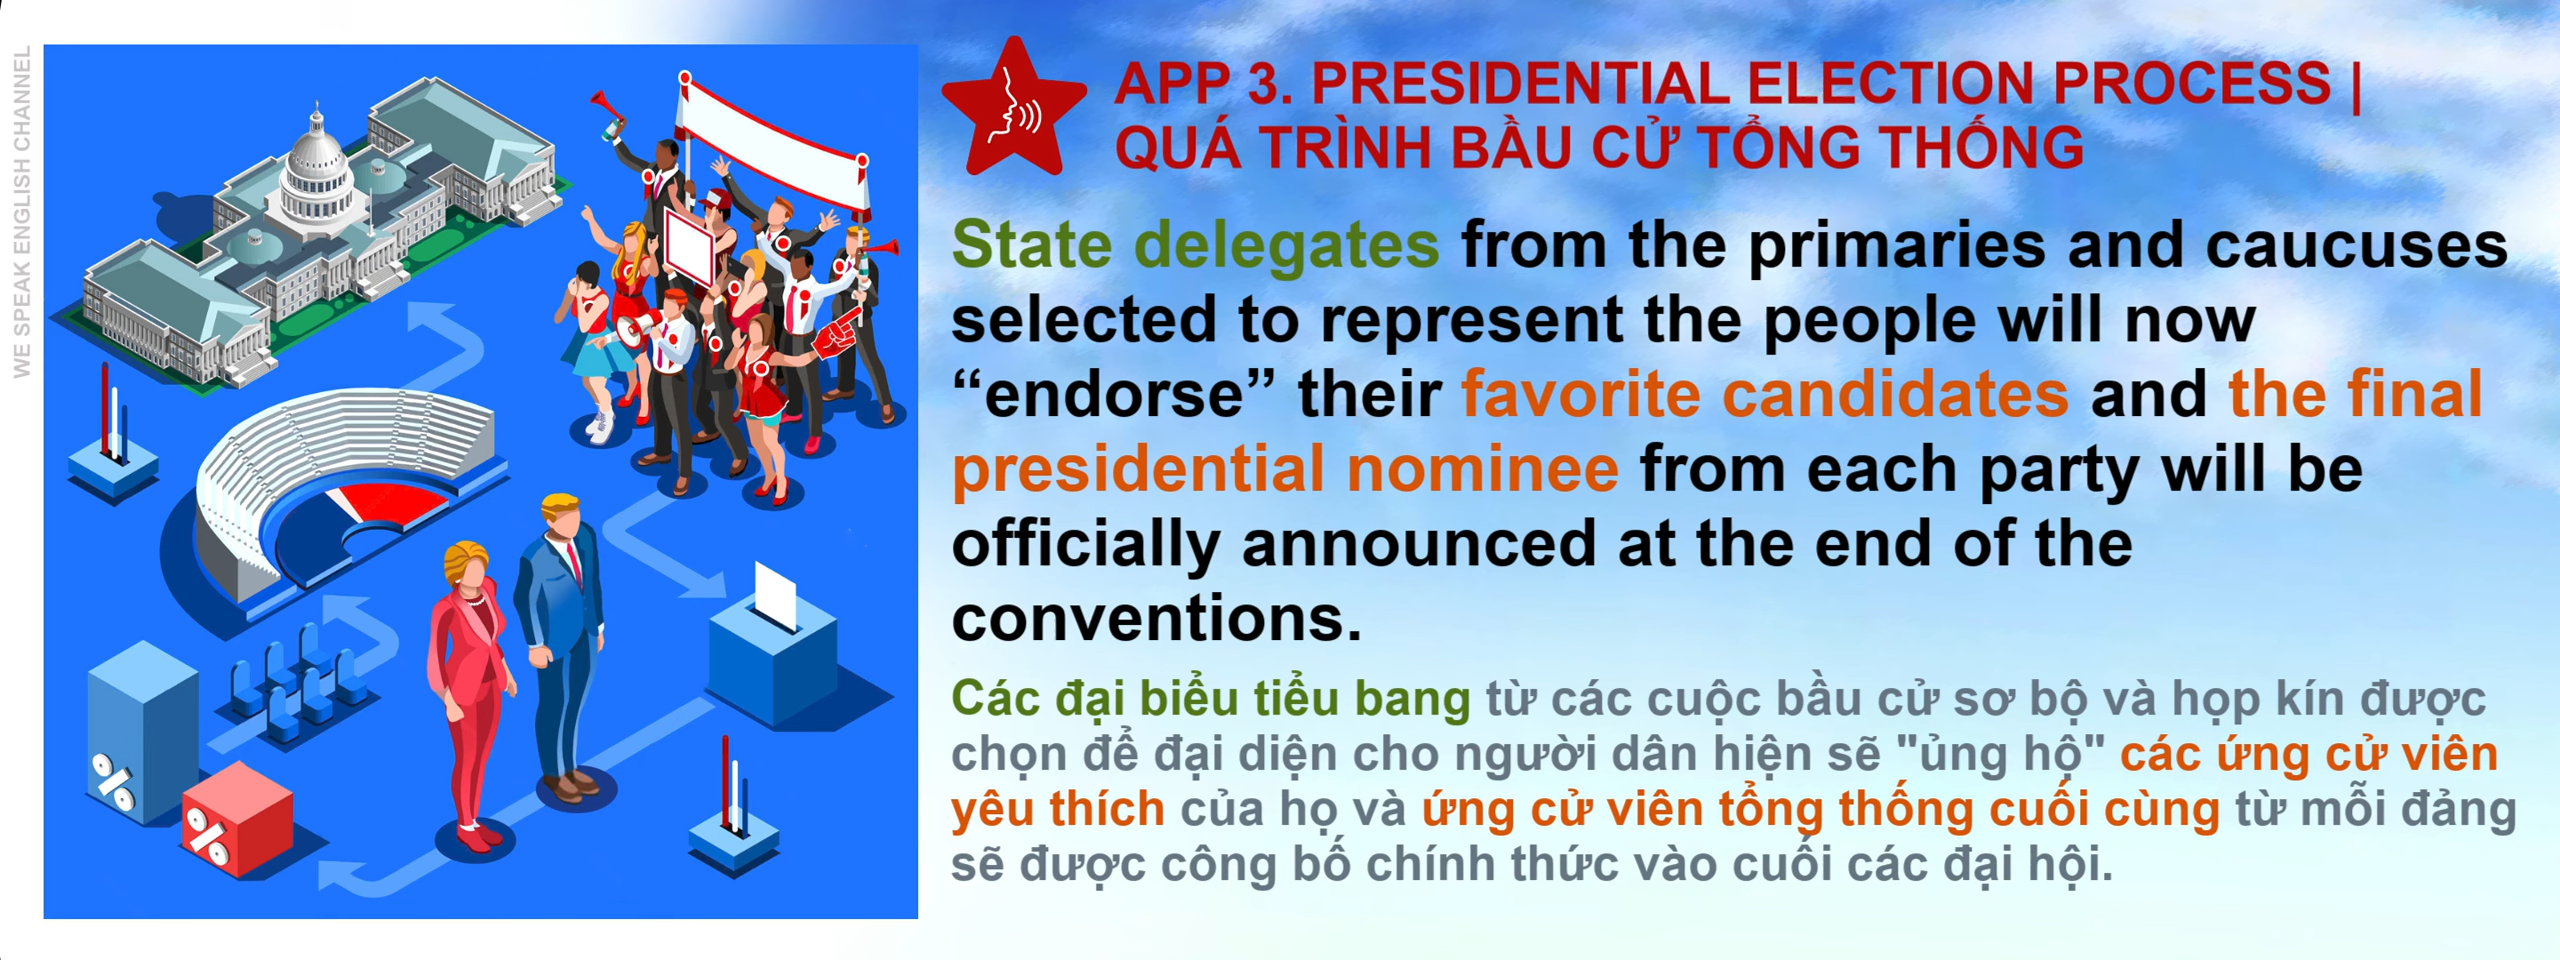 WE SPEAK ENGLISH CHANNEL
APP 3. PRESIDENTIAL ELECTION PROCESS |
QUÁ TRÌNH BẦU CỬ TỔNG THỐNG
State delegates from the primaries and caucuses
selected to represent the people will now
“endorse” their favorite candidates and the final
presidential nominee from each party will be
officially announced at the end of the
conventions.
Các đại biểu tiểu bang từ các cuộc bầu cử sơ bộ và họp kín được
chọn để đại diện cho người dân hiện sẽ "ủng hộ" các ứng cử viên
yêu thích của họ và ứng cử viên tổng thống cuối cùng từ mỗi đảng
sẽ được công bố chính thức vào cuối các đại hội.
%
%